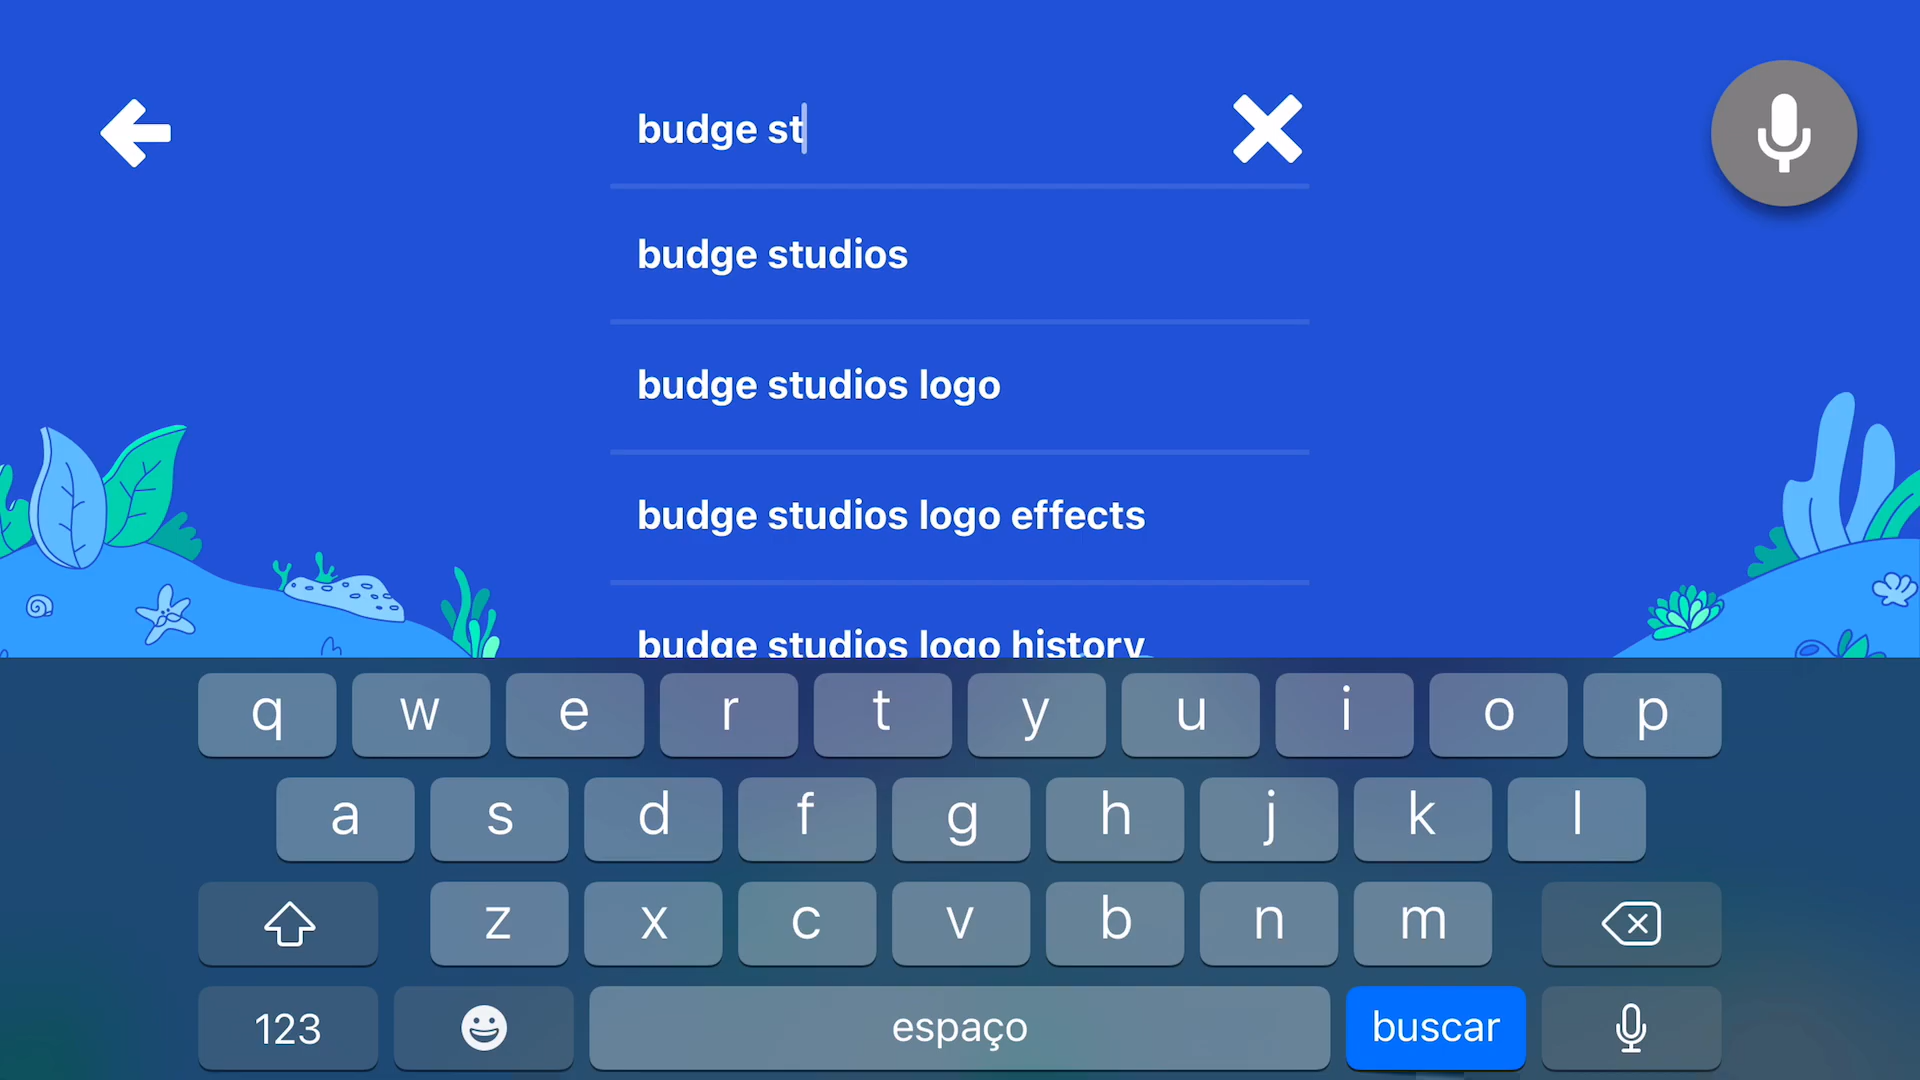 budge st
budge studios
budge studios logo
budge studios logo effects
budge studios logo history
q w e r t y u i o p
a s d f g h j k l
z x c v b n m
123 espaço buscar